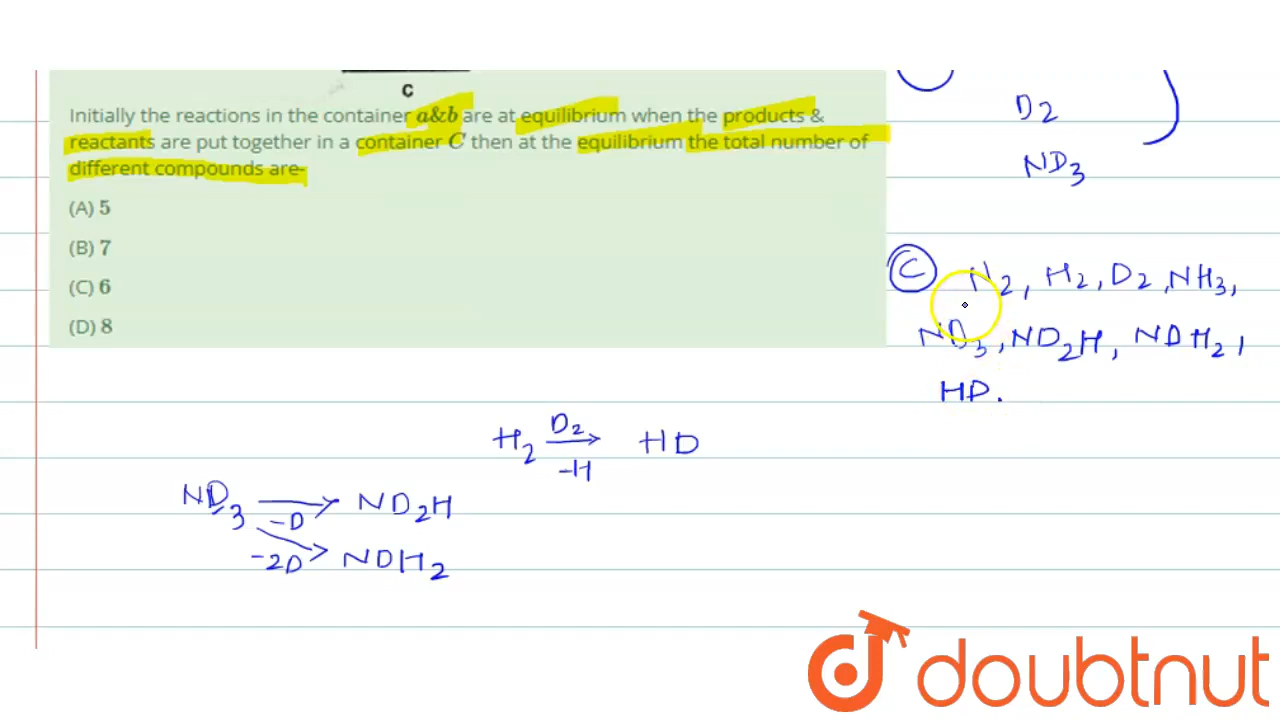 C
Initially the reactions in the container a&b are at equilibrium when the products &
reactants are put together in a container C then at the equilibrium the total number of
different compounds are-
(A) 5
(B) 7
(C) 6
(D) 8
D2
ND3
C N2, H2, D2, NH3,
ND3, ND2H, NDH2,
HD.
H2 D2 → -H HD
ND3 → -D ND2H
-2D → NDH2
doubtnut